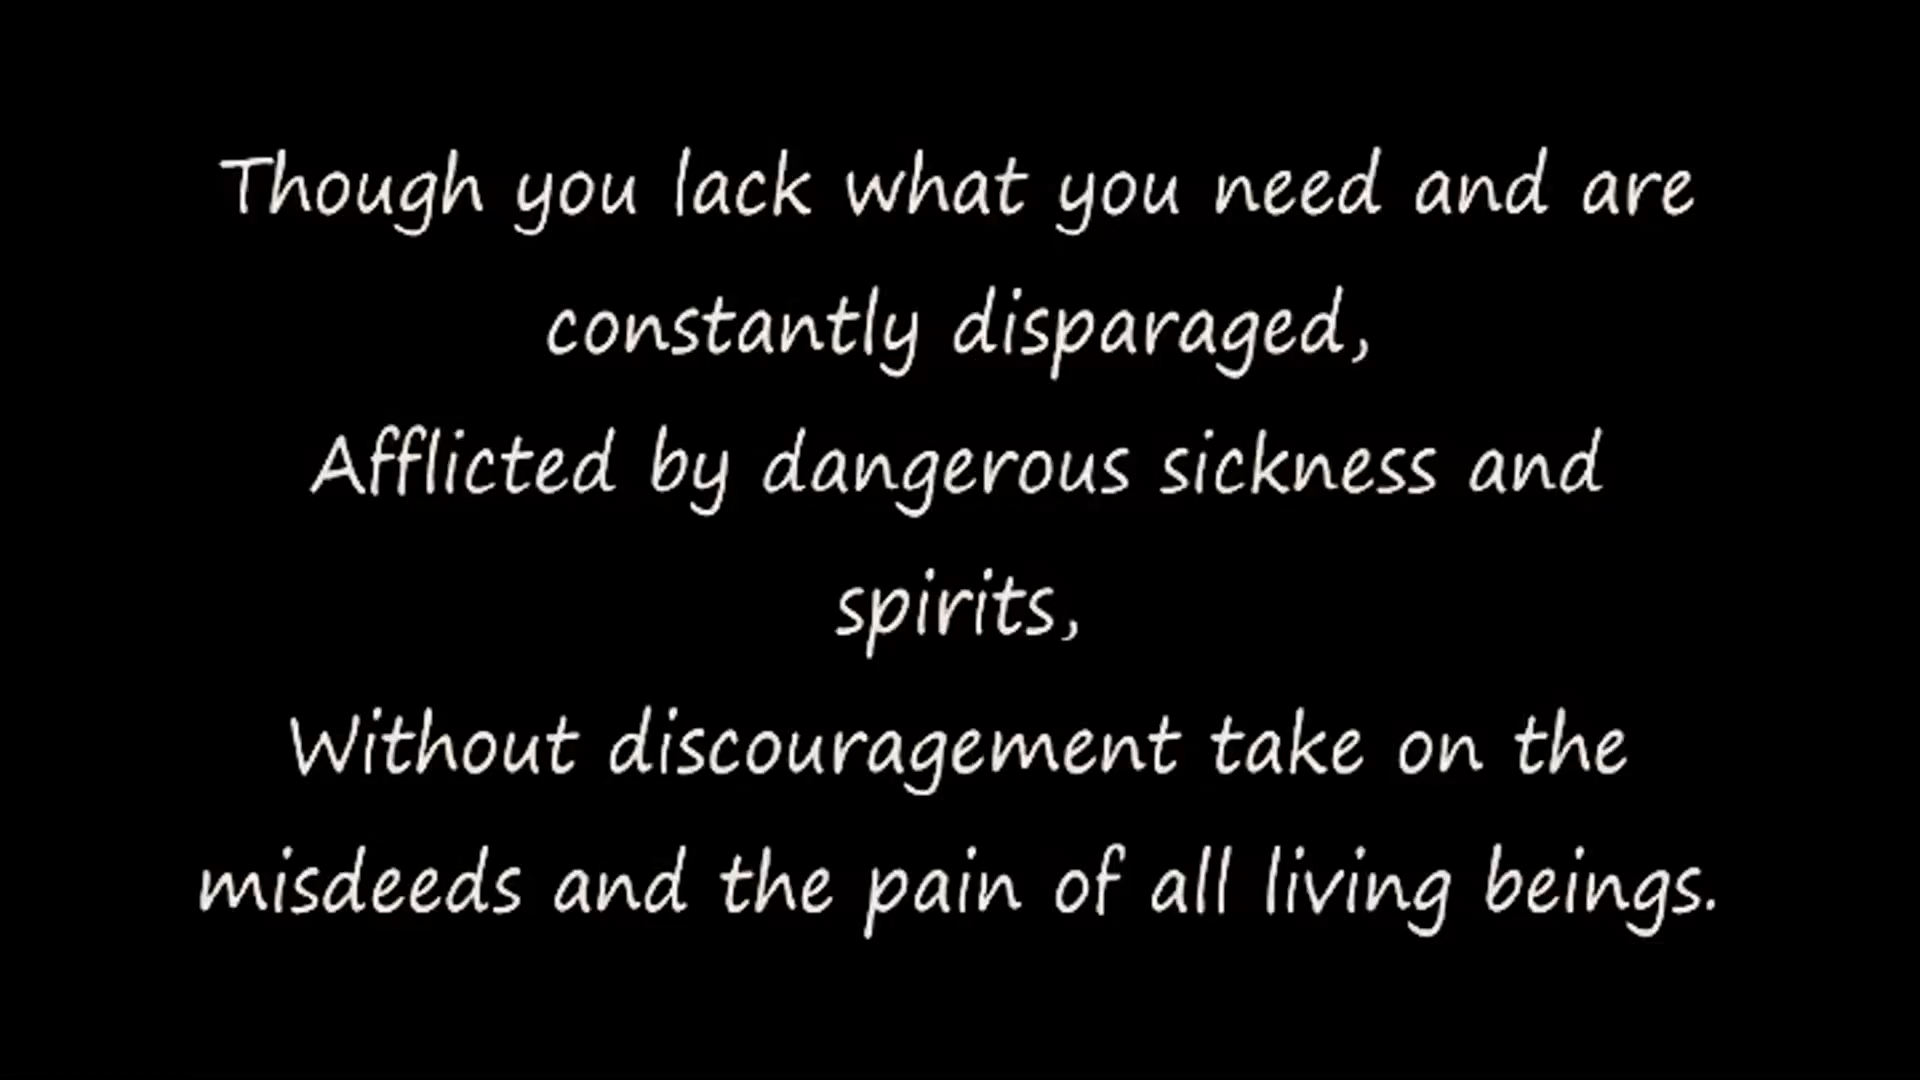 Though you lack what you need and are
constantly disparaged,
Afflicted by dangerous sickness and
spirits,
Without discouragement take on the
misdeeds and the pain of all living beings.